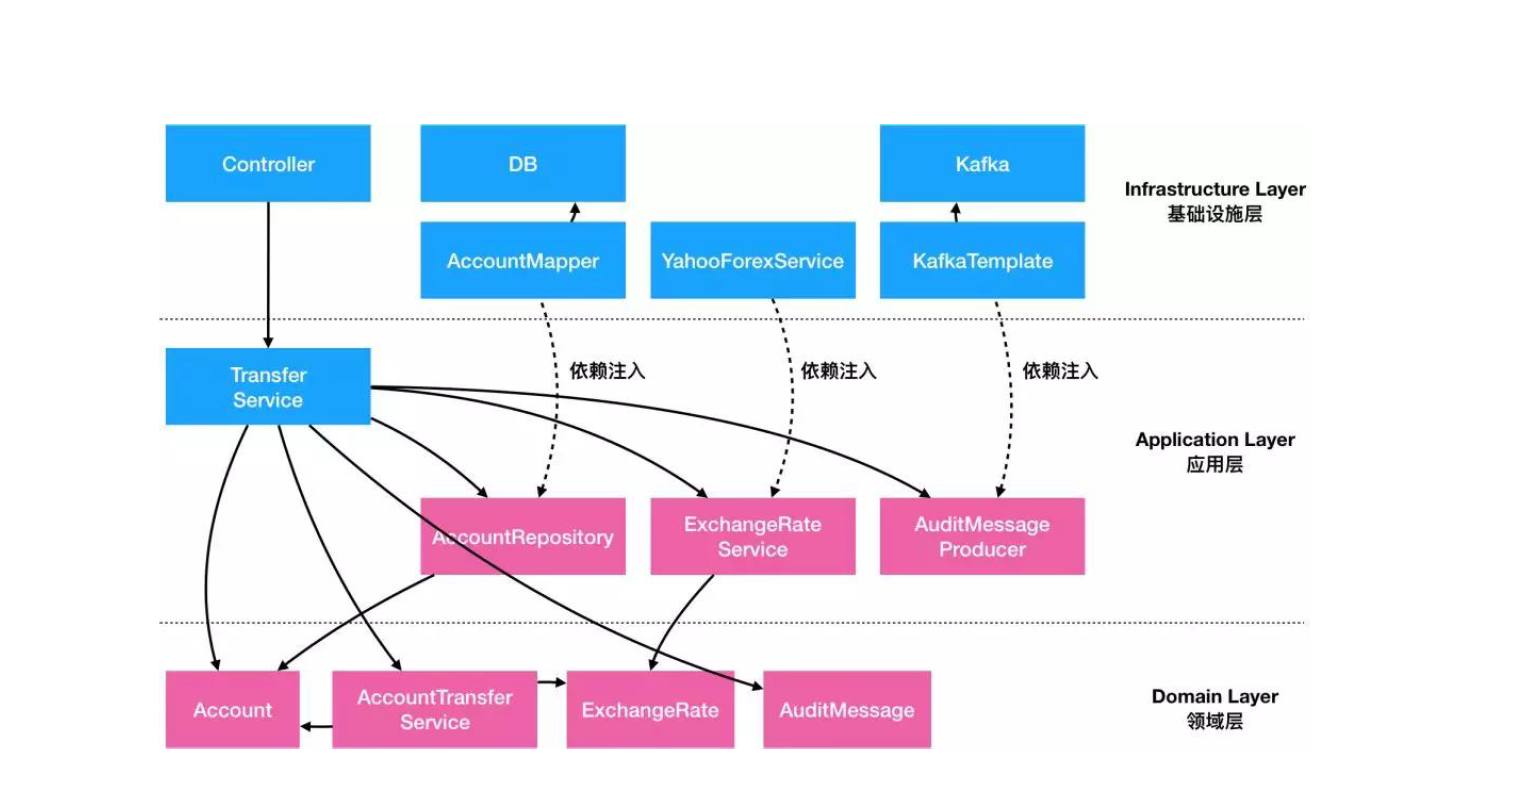 Controller
DB
Kafka
Infrastructure Layer
基础设施层
AccountMapper
YahooForexService
KafkaTemplate
依赖注入
依赖注入
依赖注入
Transfer
Service
Application Layer
应用层
AccountRepository
ExchangeRate
Service
AuditMessage
Producer
Account
AccountTransfer
Service
ExchangeRate
AuditMessage
Domain Layer
领域层